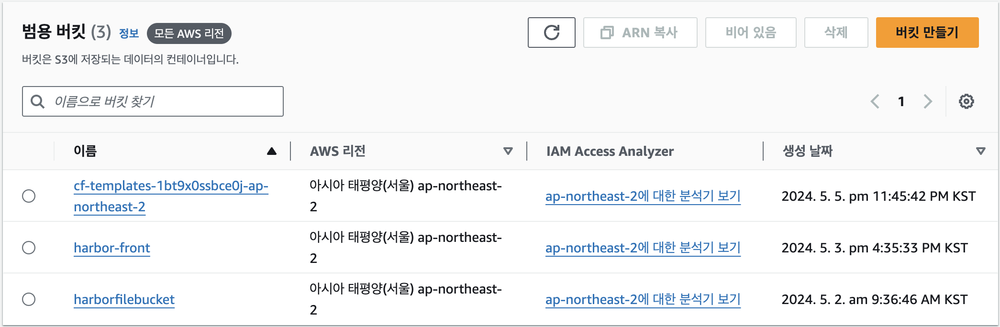 범용 버킷 (3) 정보 모든 AWS 리전
ARN 복사 비어 있음 삭제 버킷 만들기
버킷은 S3에 저장되는 데이터의 컨테이너입니다.
이름으로 버킷 찾기
1
이름 AWS 리전 IAM Access Analyzer 생성 날짜
cf-templates-1bt9x0ssbce0j-ap-
northeast-2
아시아 태평양(서울) ap-northeast-
2
ap-northeast-2에 대한 분석기 보기
2024. 5. 5. pm 11:45:42 PM KST
harbor-front
아시아 태평양(서울) ap-northeast-
2
ap-northeast-2에 대한 분석기 보기
2024. 5. 3. pm 4:35:33 PM KST
harborfilebucket
아시아 태평양(서울) ap-northeast-
2
ap-northeast-2에 대한 분석기 보기
2024. 5. 2. am 9:36:46 AM KST